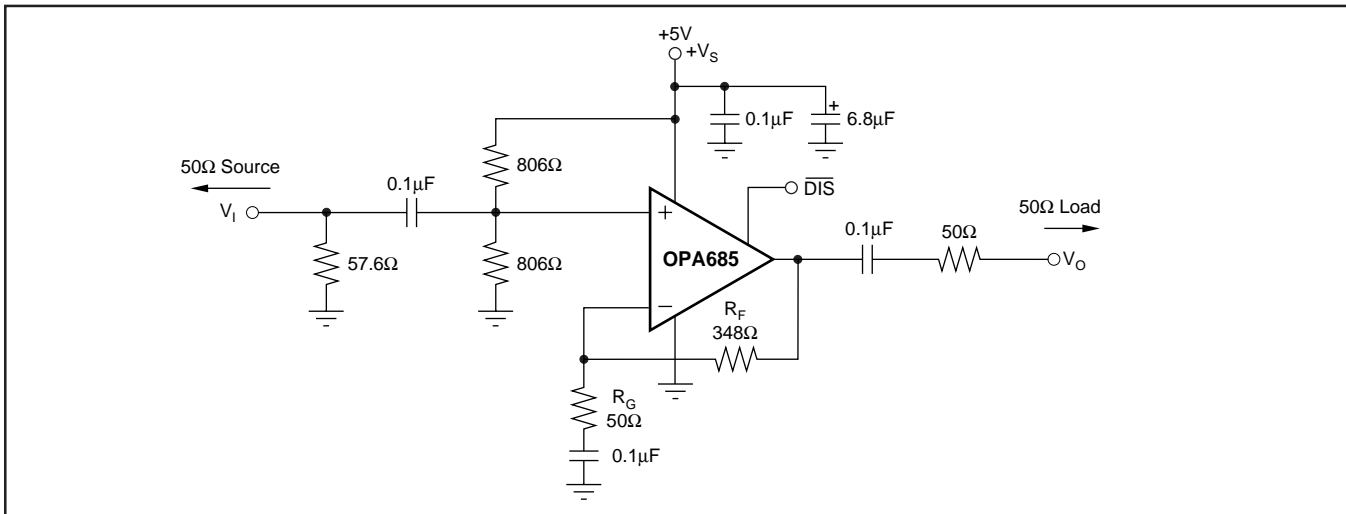 +5V
+V_S
0.1µF
+
6.8µF
50Ω Source
806Ω
0.1µF
DIS
V_I
+
50Ω Load
0.1µF
50Ω
57.6Ω
806Ω
OPA685
V_O
−
R_F
348Ω
R_G
50Ω
0.1µF